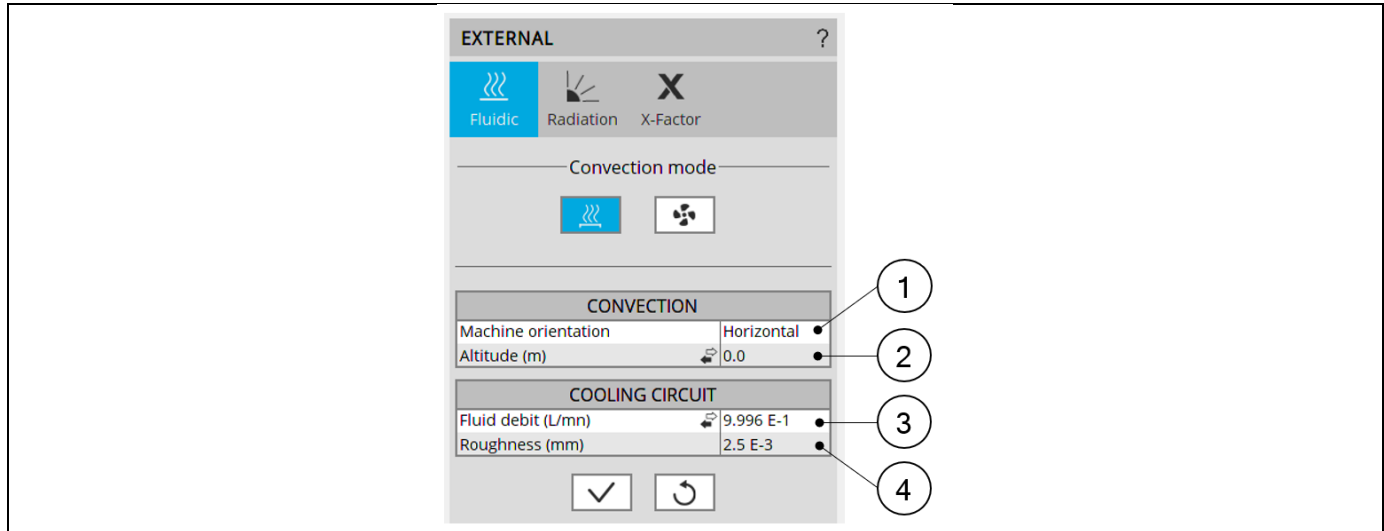 EXTERNAL ?
Fluidic Radiation X-Factor
Convection mode
CONVECTION
Machine orientation Horizontal
Altitude (m) 0.0
COOLING CIRCUIT
Fluid debit (L/mn) 9.996 E-1
Roughness (mm) 2.5 E-3
1
2
3
4